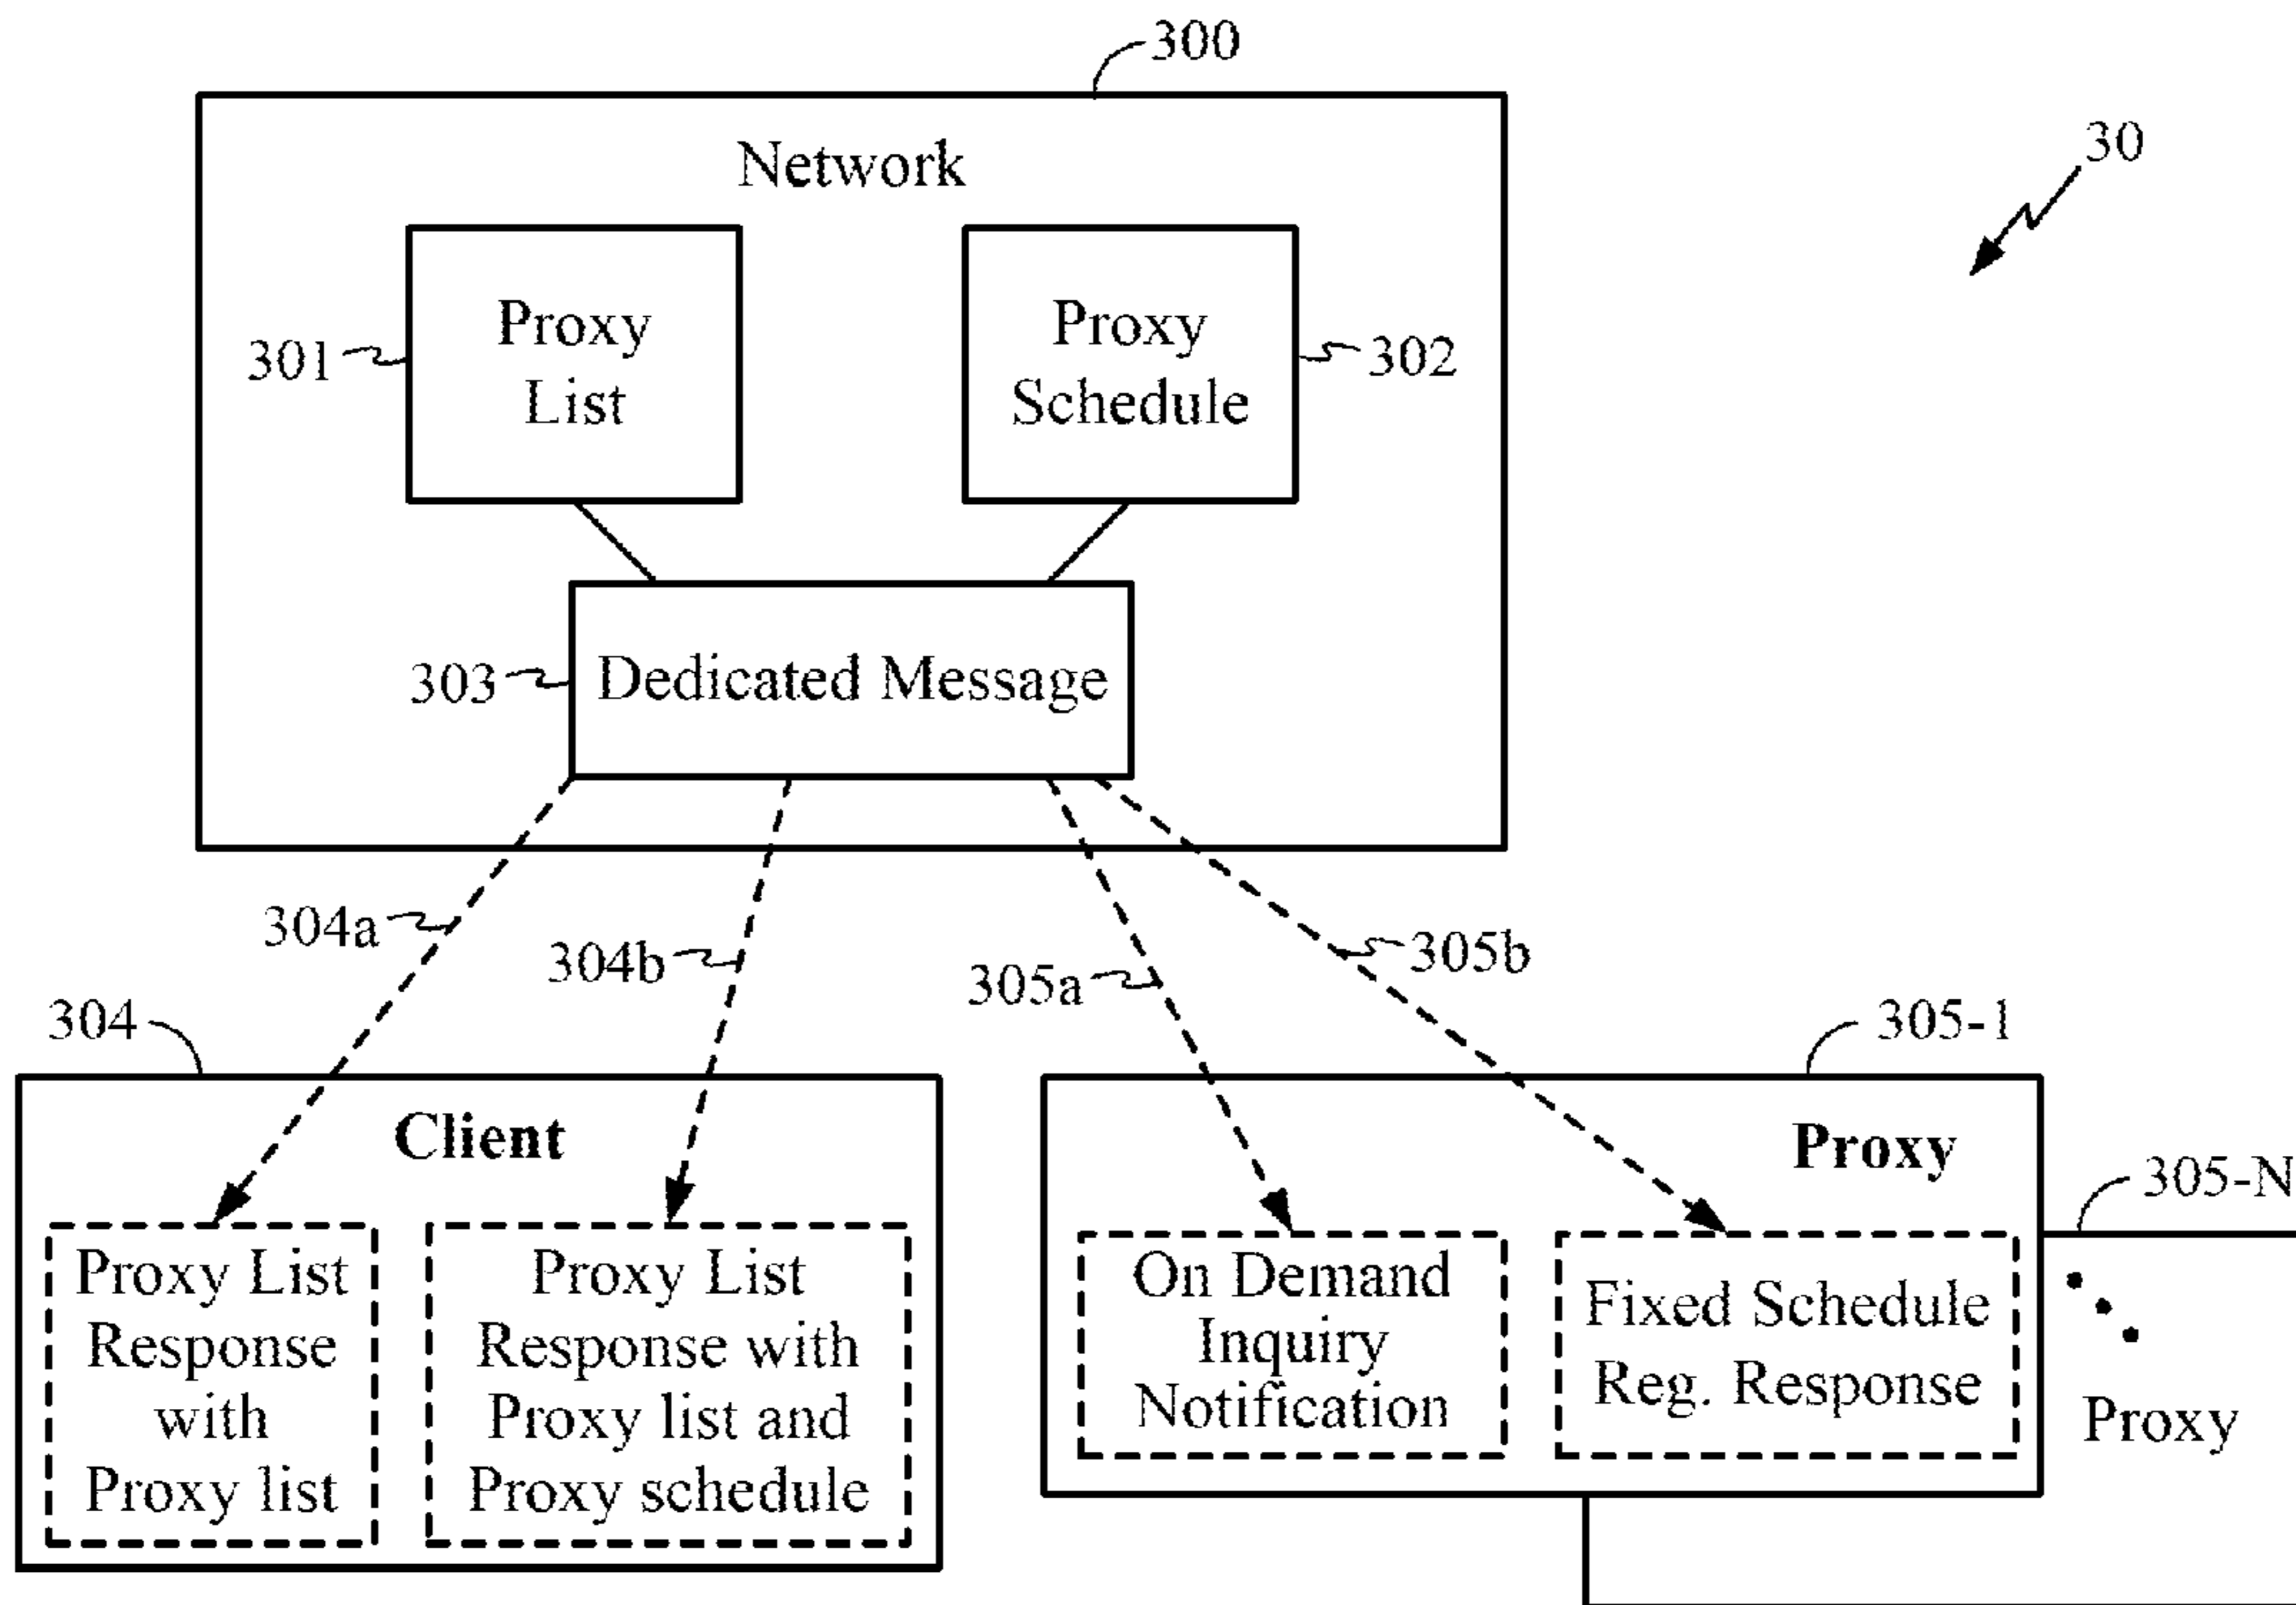 300
Network
30
Proxy
List
301
Proxy
Schedule
302
303
Dedicated Message
304a
304b
305a
305b
304
305-1
Client
Proxy
305-N
Proxy List
Response
with
Proxy list
Proxy List
Response with
Proxy list and
Proxy schedule
On Demand
Inquiry
Notification
Fixed Schedule
Reg. Response
Proxy